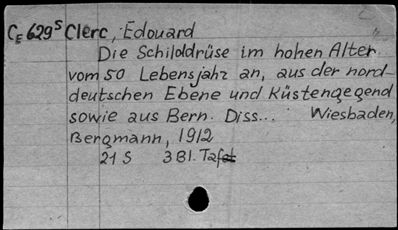 CE 629S Clerc, Edouard
Die Schilddrüse im hohen Alter
vom 50 Lebensjahr an, aus der nord-
deutschen Ebene und Küstengegend
sowie aus Bern. Diss... Wiesbaden,
Bergmann, 1912
21 S 3 Bl. Taf